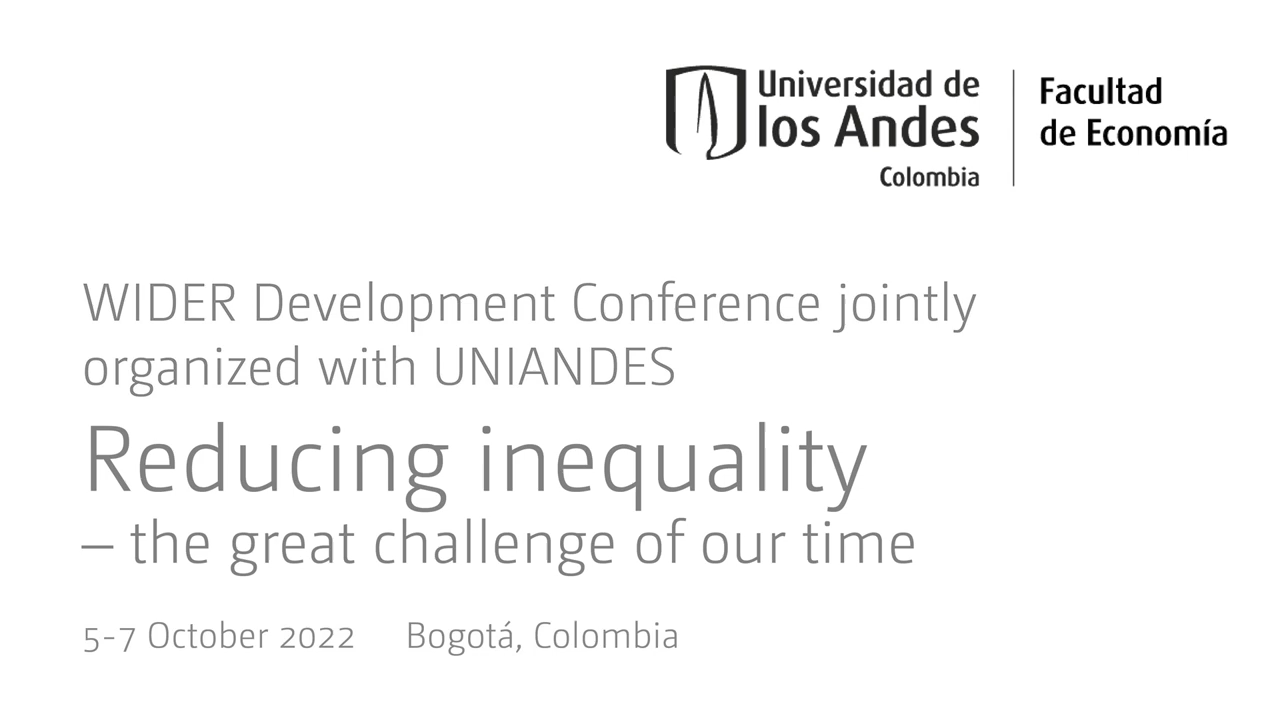 Universidad de
los Andes
Colombia
Facultad
de Economía
WIDER Development Conference jointly
organized with UNIANDES
Reducing inequality
– the great challenge of our time
5-7 October 2022 Bogotá, Colombia